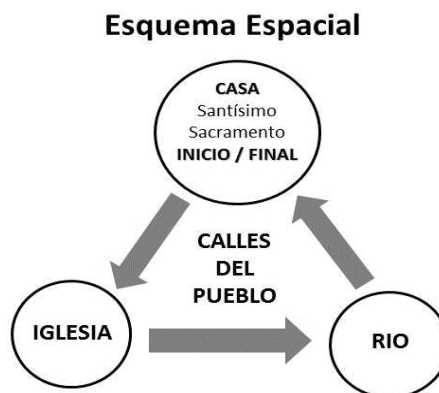 Esquema Espacial
CASA
Santísimo
Sacramento
INICIO / FINAL
CALLES
DEL
PUEBLO
IGLESIA
RIO